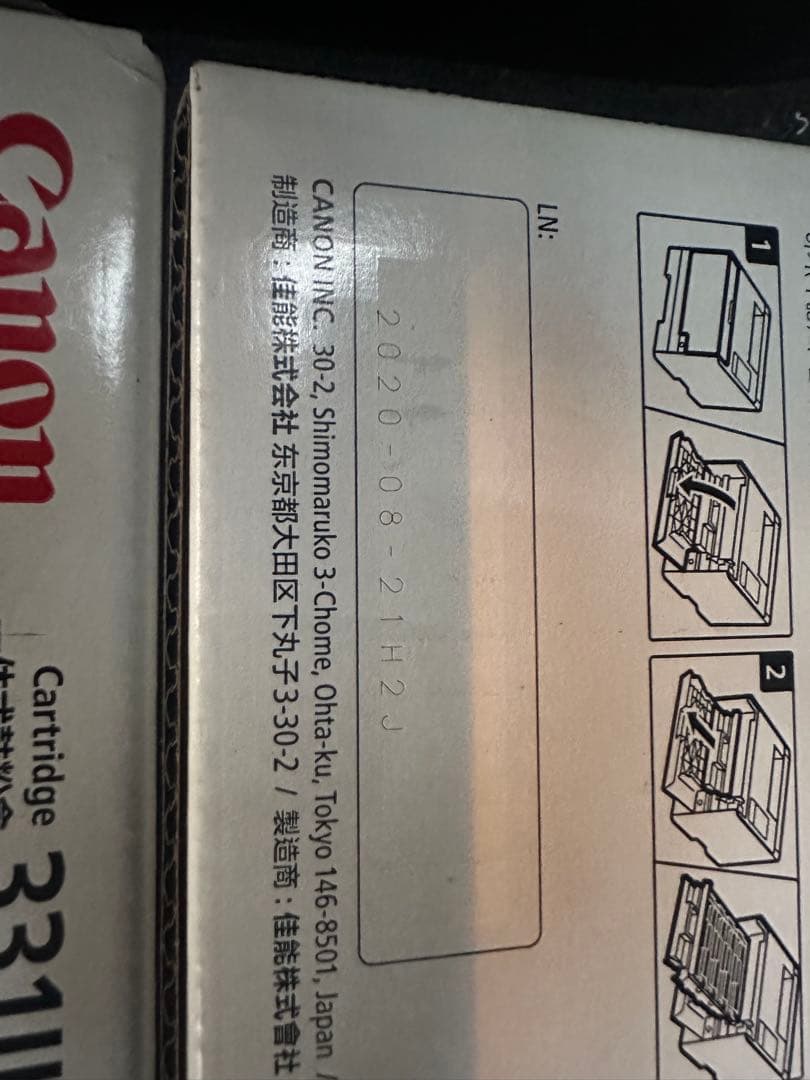 1
2
LN:
2020-08-21H2J
CANON INC. 30-2, Shimomaruko 3-Chome, Ohta-ku, Tokyo 146-8501, Japan /
制造商：佳能株式会社 东京都大田区下丸子3-30-2 / 製造商：佳能株式會社
Canon
Cartridge 331II